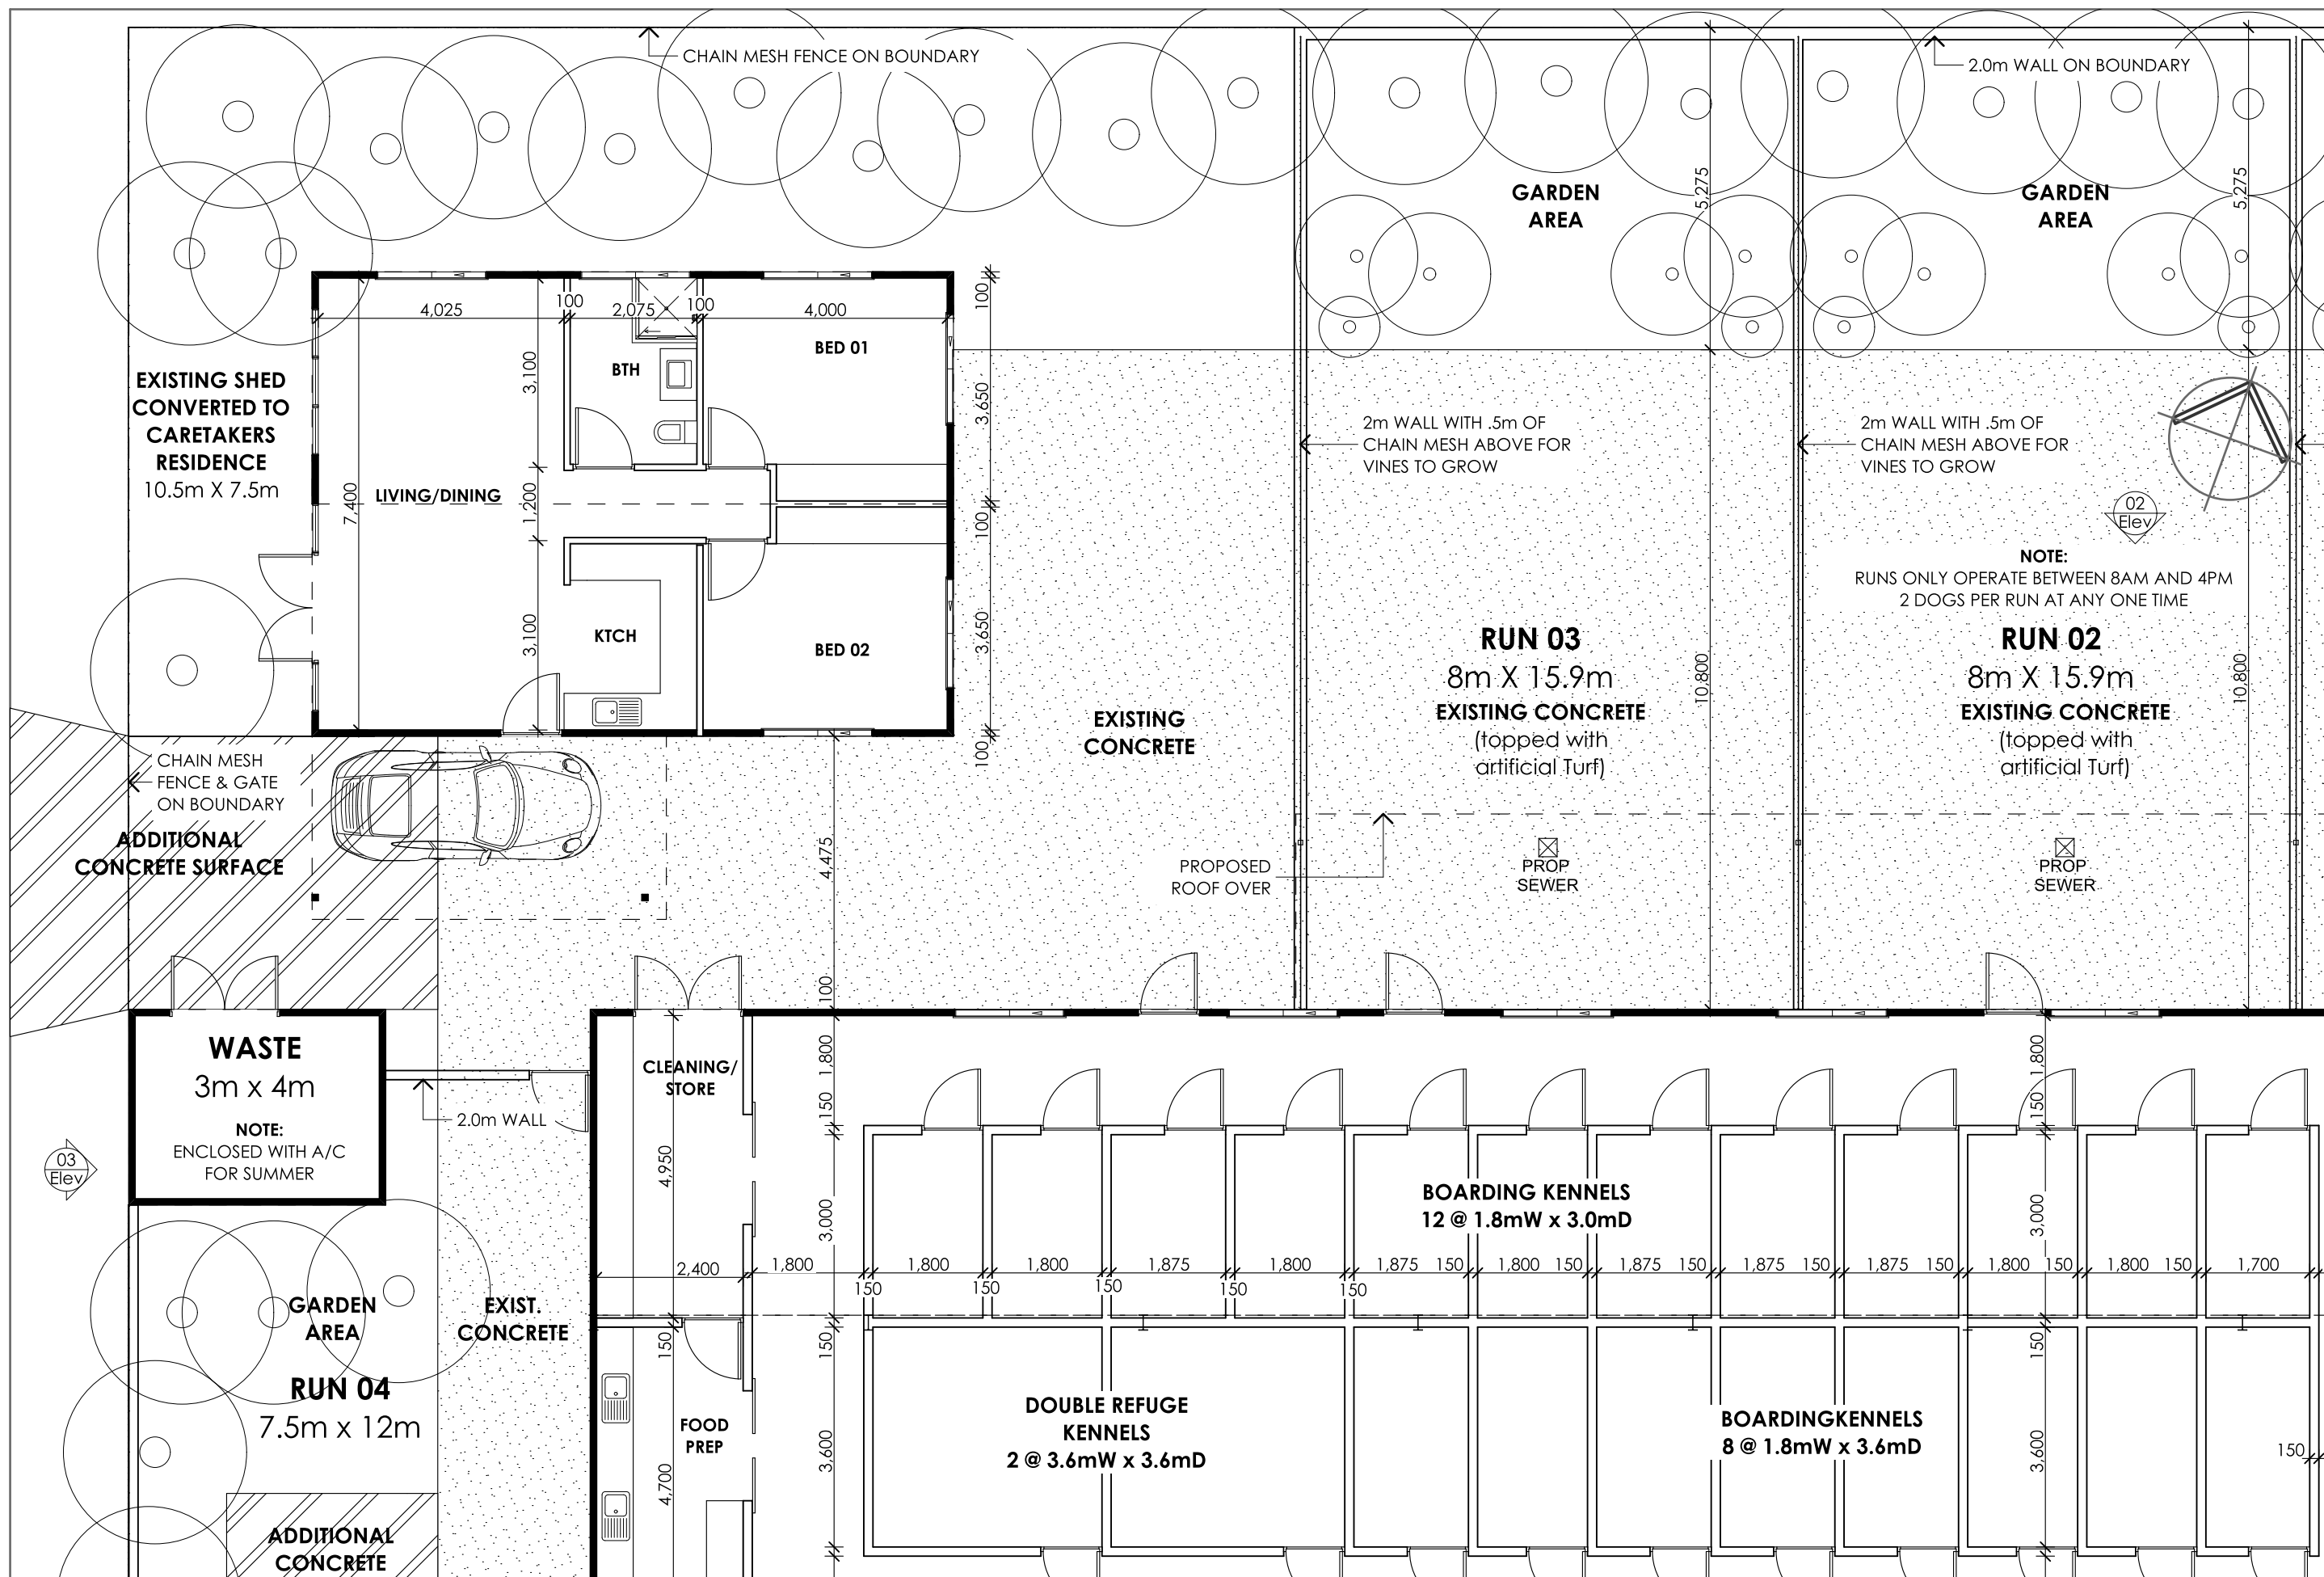 CHAIN MESH FENCE ON BOUNDARY
2.0m WALL ON BOUNDARY
GARDEN
AREA
5,275
GARDEN
AREA
5,275
4,025
100
2,075
100
4,000
100
BED 01
BTH
3,100
3,650
EXISTING SHED
CONVERTED TO
CARETAKERS
RESIDENCE
10.5m X 7.5m
7,400
LIVING/DINING
1,200
100
2m WALL WITH .5m OF
CHAIN MESH ABOVE FOR
VINES TO GROW
2m WALL WITH .5m OF
CHAIN MESH ABOVE FOR
VINES TO GROW
02
Elev
NOTE:
RUNS ONLY OPERATE BETWEEN 8AM AND 4PM
2 DOGS PER RUN AT ANY ONE TIME
3,100
KTCH
BED 02
3,650
100
EXISTING
CONCRETE
RUN 03
8m X 15.9m
EXISTING CONCRETE
(topped with
artificial Turf)
10,800
RUN 02
8m X 15.9m
EXISTING CONCRETE
(topped with
artificial Turf)
10,800
CHAIN MESH
FENCE & GATE
ON BOUNDARY
ADDITIONAL
CONCRETE SURFACE
4,475
PROPOSED
ROOF OVER
PROP
SEWER
PROP
SEWER
100
WASTE
3m x 4m
NOTE:
ENCLOSED WITH A/C
FOR SUMMER
2.0m WALL
03
Elev
CLEANING/
STORE
4,950
1,800
150
3,000
1,800
150
3,000
BOARDING KENNELS
12 @ 1.8mW x 3.0mD
2,400
1,800
150
1,800
150
1,800
150
1,875
150
1,800
150
1,875
150
1,800
150
1,875
150
1,875
150
1,875
150
1,800
150
1,800
150
1,700
GARDEN
AREA
EXIST.
CONCRETE
RUN 04
7.5m x 12m
150
150
150
FOOD
PREP
4,700
3,600
DOUBLE REFUGE
KENNELS
2 @ 3.6mW x 3.6mD
BOARDINGKENNELS
8 @ 1.8mW x 3.6mD
3,600
150
ADDITIONAL
CONCRETE